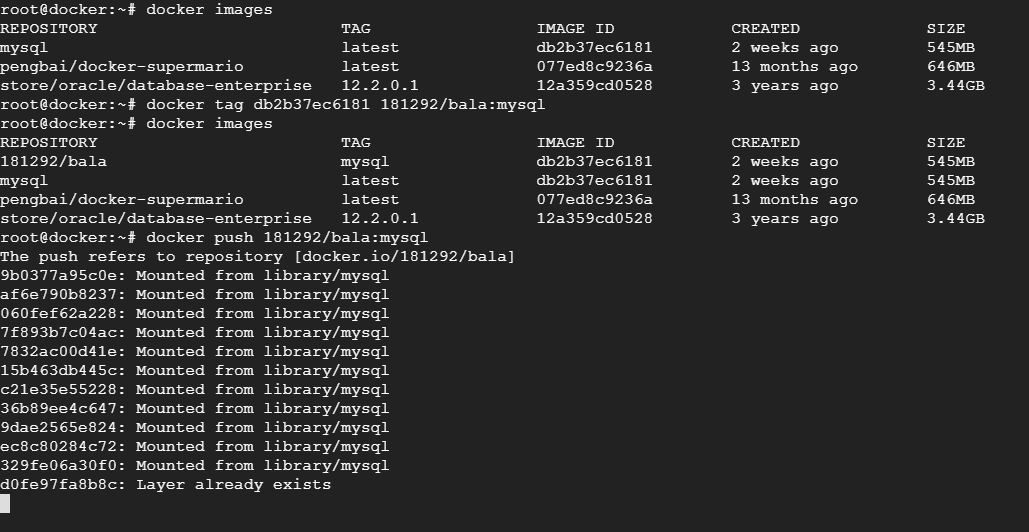 root@docker:~# docker images
REPOSITORY TAG IMAGE ID CREATED SIZE
mysql latest db2b37ec6181 2 weeks ago 545MB
pengbai/docker-supermario latest 077ed8c9236a 13 months ago 646MB
store/oracle/database-enterprise 12.2.0.1 12a359cd0528 3 years ago 3.44GB
root@docker:~# docker tag db2b37ec6181 181292/bala:mysql
root@docker:~# docker images
REPOSITORY TAG IMAGE ID CREATED SIZE
181292/bala mysql db2b37ec6181 2 weeks ago 545MB
mysql latest db2b37ec6181 2 weeks ago 545MB
pengbai/docker-supermario latest 077ed8c9236a 13 months ago 646MB
store/oracle/database-enterprise 12.2.0.1 12a359cd0528 3 years ago 3.44GB
root@docker:~# docker push 181292/bala:mysql
The push refers to repository [docker.io/181292/bala]
9b0377a95c0e: Mounted from library/mysql
af6e790b8237: Mounted from library/mysql
060fef62a228: Mounted from library/mysql
7f893b7c04ac: Mounted from library/mysql
7832ac00d41e: Mounted from library/mysql
15b463db445c: Mounted from library/mysql
c21e35e55228: Mounted from library/mysql
36b89ee4c647: Mounted from library/mysql
9dae2565e824: Mounted from library/mysql
ec8c80284c72: Mounted from library/mysql
329fe06a30f0: Mounted from library/mysql
d0fe97fa8b8c: Layer already exists